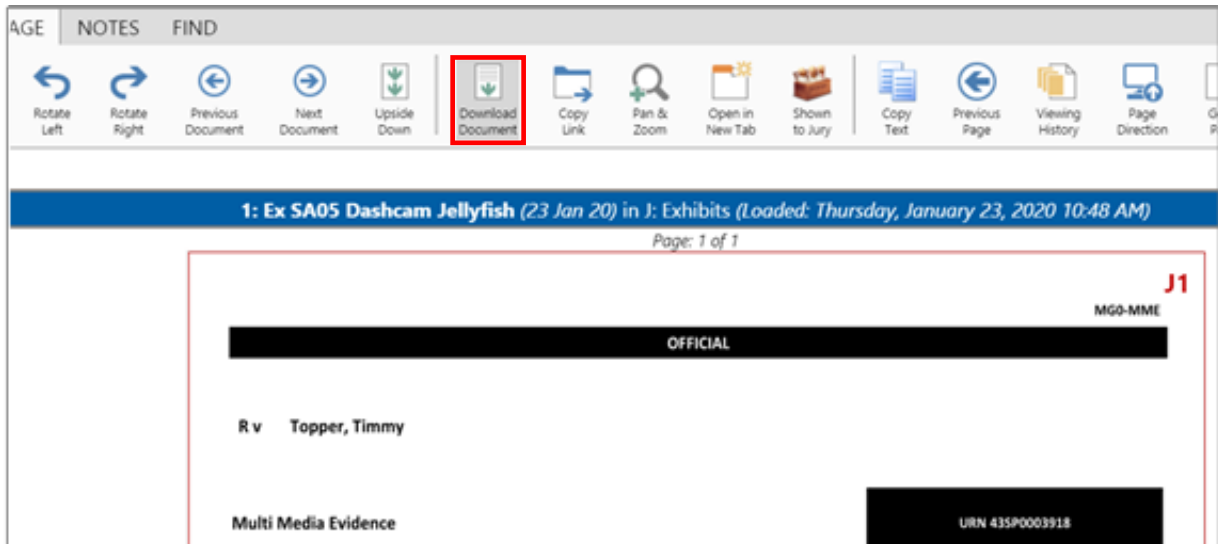 AGE NOTES FIND
Rotate Left
Rotate Right
Previous Document
Next Document
Upside Down
Download Document
Copy Link
Pan & Zoom
Open in New Tab
Shown to Jury
Copy Text
Previous Page
Viewing History
Page Direction
1: Ex SA05 Dashcam Jellyfish (23 Jan 20) in J: Exhibits (Loaded: Thursday, January 23, 2020 10:48 AM)
Page: 1 of 1
J1
MG0-MME
OFFICIAL
R v Topper, Timmy
Multi Media Evidence
URN 43SP0003918